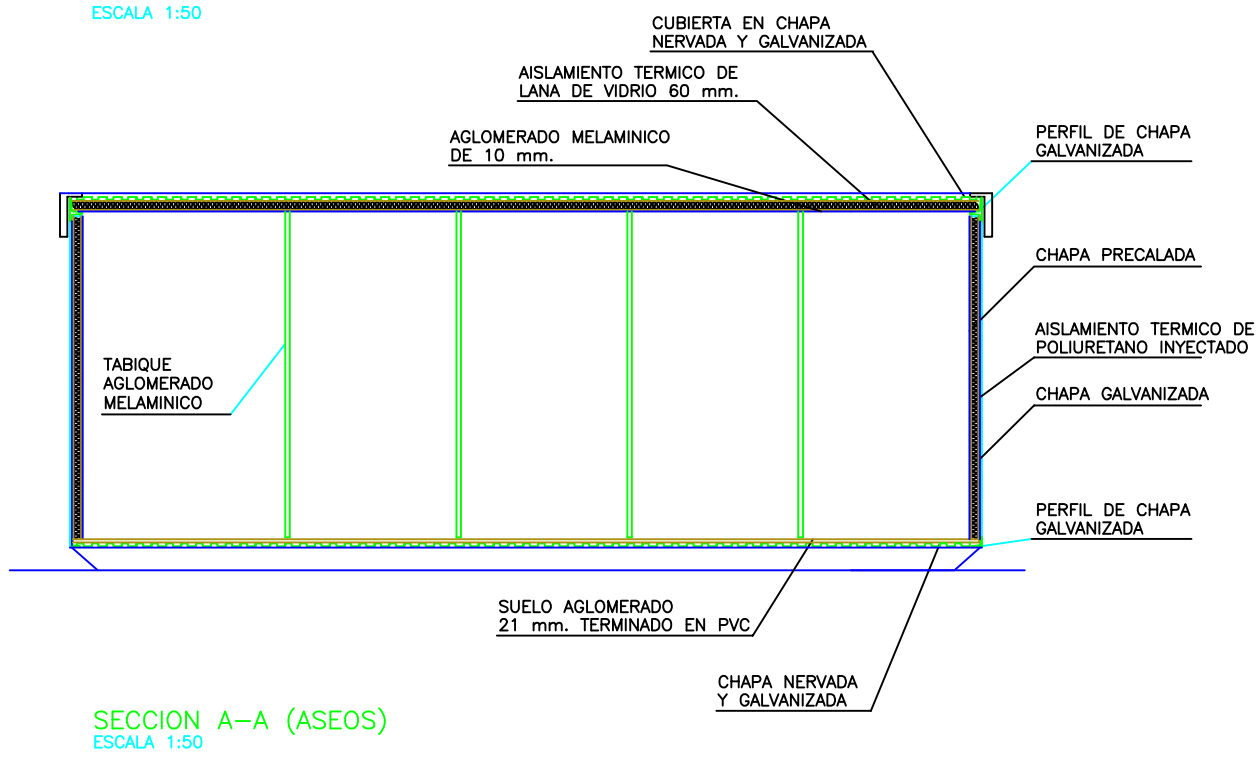 ESCALA 1:50
CUBIERTA EN CHAPA
NERVADA Y GALVANIZADA
AISLAMIENTO TERMICO DE
LANA DE VIDRIO 60 mm.
AGLOMERADO MELAMINICO
DE 10 mm.
PERFIL DE CHAPA
GALVANIZADA
CHAPA PRECALADA
AISLAMIENTO TERMICO DE
POLIURETANO INYECTADO
CHAPA GALVANIZADA
TABIQUE
AGLOMERADO
MELAMINICO
PERFIL DE CHAPA
GALVANIZADA
SUELO AGLOMERADO
21 mm. TERMINADO EN PVC
CHAPA NERVADA
Y GALVANIZADA
SECCION A-A (ASEOS)
ESCALA 1:50